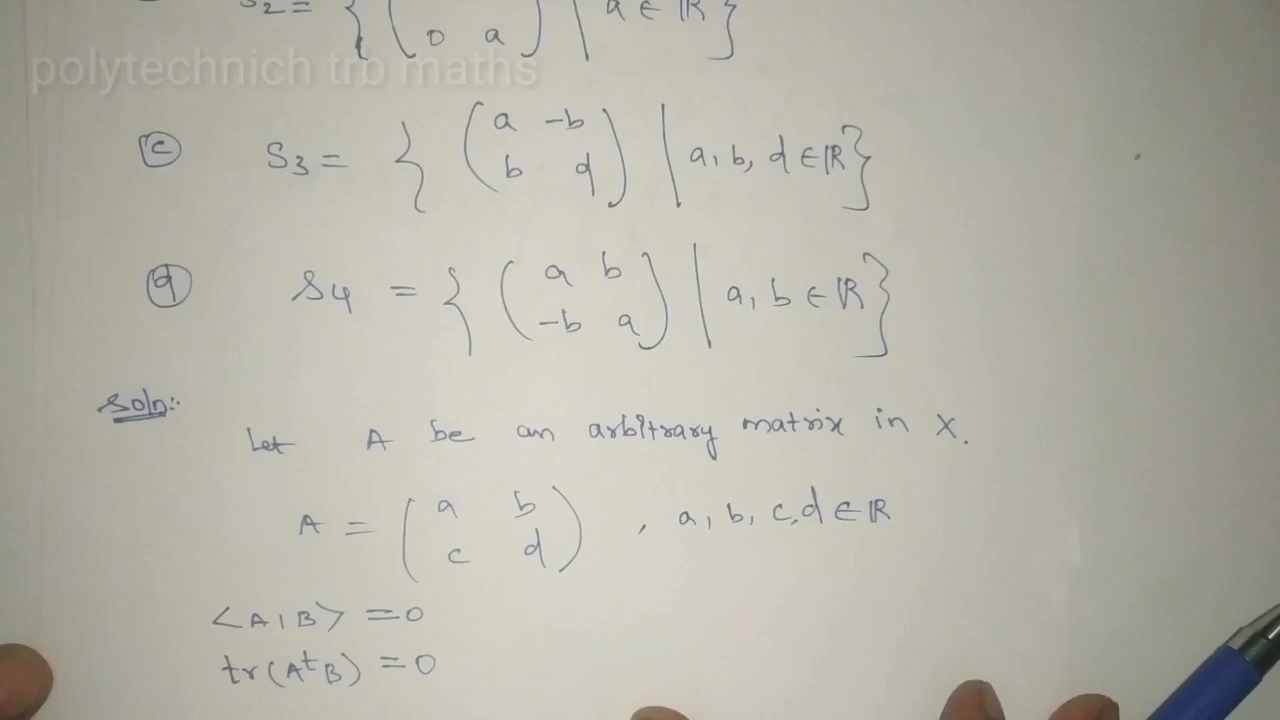 S2 = { ( 0 a ) | a ∈ ℝ }
polytechnich trb maths
(c) S3 = { ( a -b
b d ) | a, b, d ∈ ℝ }
(d) S4 = { ( a b
-b a ) | a, b ∈ ℝ }
Soln:-
Let A be an arbitrary matrix in X.
A = ( a b
c d ) , a, b, c, d ∈ ℝ
<A|B> = 0
tr(AᵗB) = 0